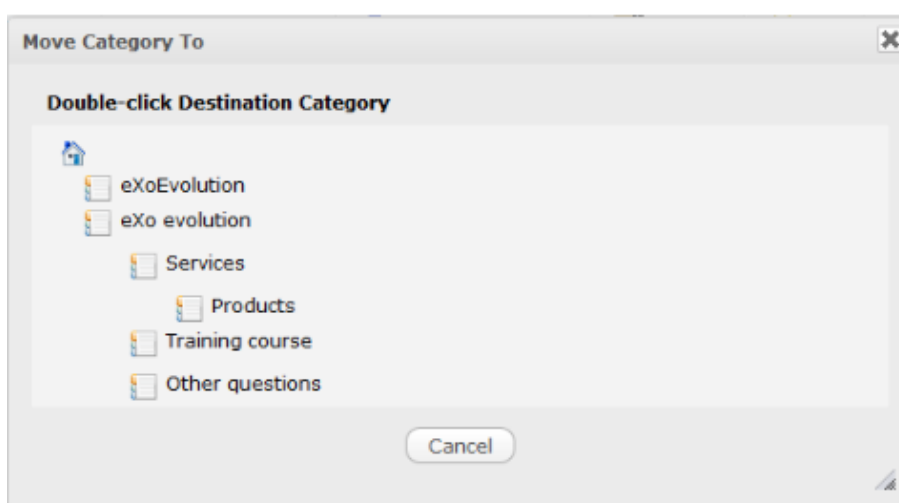 Move Category To
Double-click Destination Category
eXoEvolution
eXo evolution
Services
Products
Training course
Other questions
Cancel